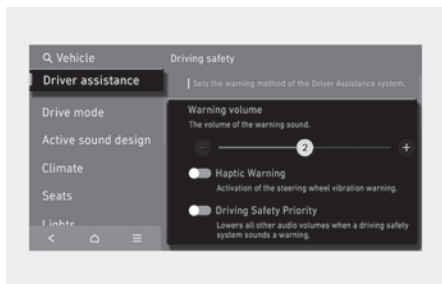 Vehicle
Driver assistance
Drive mode
Active sound design
Climate
Seats
Lights
Driving safety
Sets the warning method of the Driver Assistance system.
Warning volume
The volume of the warning sound.
2
Haptic Warning
Activation of the steering wheel vibration warning.
Driving Safety Priority
Lowers all other audio volumes when a driving safety
system sounds a warning.